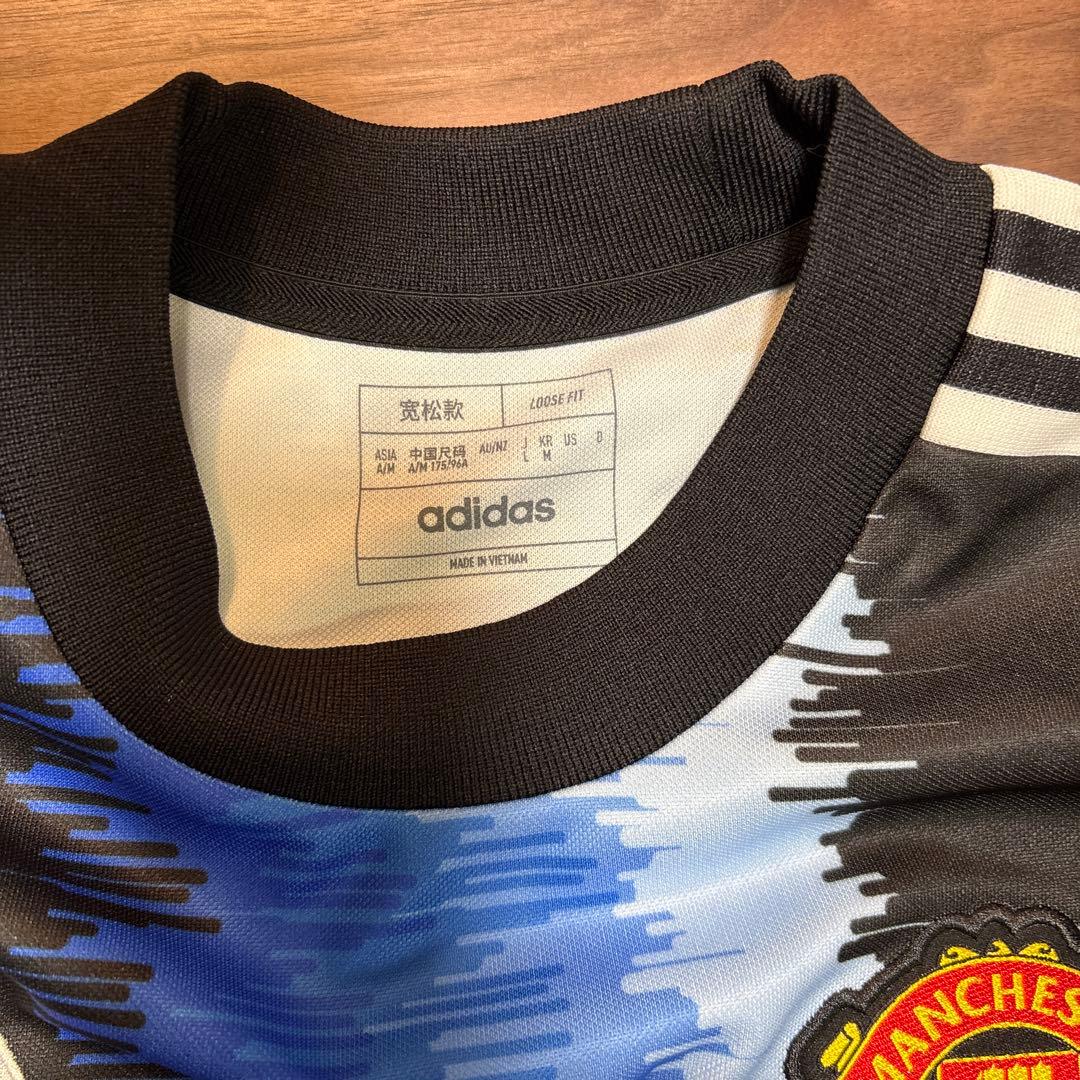 宽松款 LOOSE FIT
ASIA 中国尺码 AU/NZ J KR US D
A/M A/M 175/96A L M
adidas
MADE IN VIETNAM
MANCHES